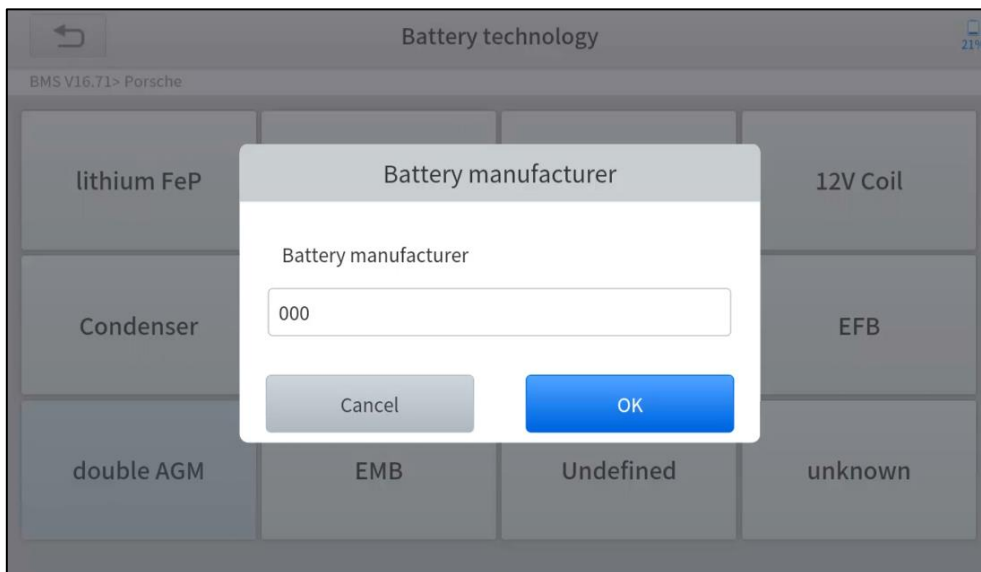 Battery technology
21%
BMS V16.71> Porsche
lithium FeP
12V Coil
Battery manufacturer
Battery manufacturer
000
Condenser
EFB
Cancel
OK
double AGM
EMB
Undefined
unknown